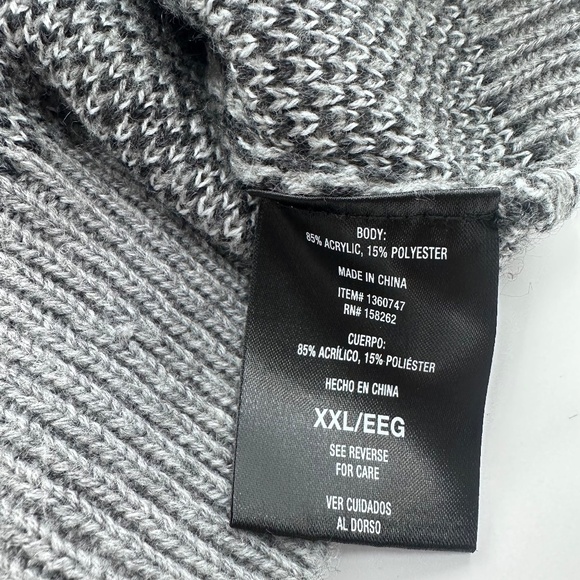 BODY:
85% ACRYLIC, 15% POLYESTER
MADE IN CHINA
ITEM# 1360747
RN# 158262
CUERPO:
85% ACRÍLICO, 15% POLIÉSTER
HECHO EN CHINA
XXL/EEG
SEE REVERSE
FOR CARE
VER CUIDADOS
AL DORSO